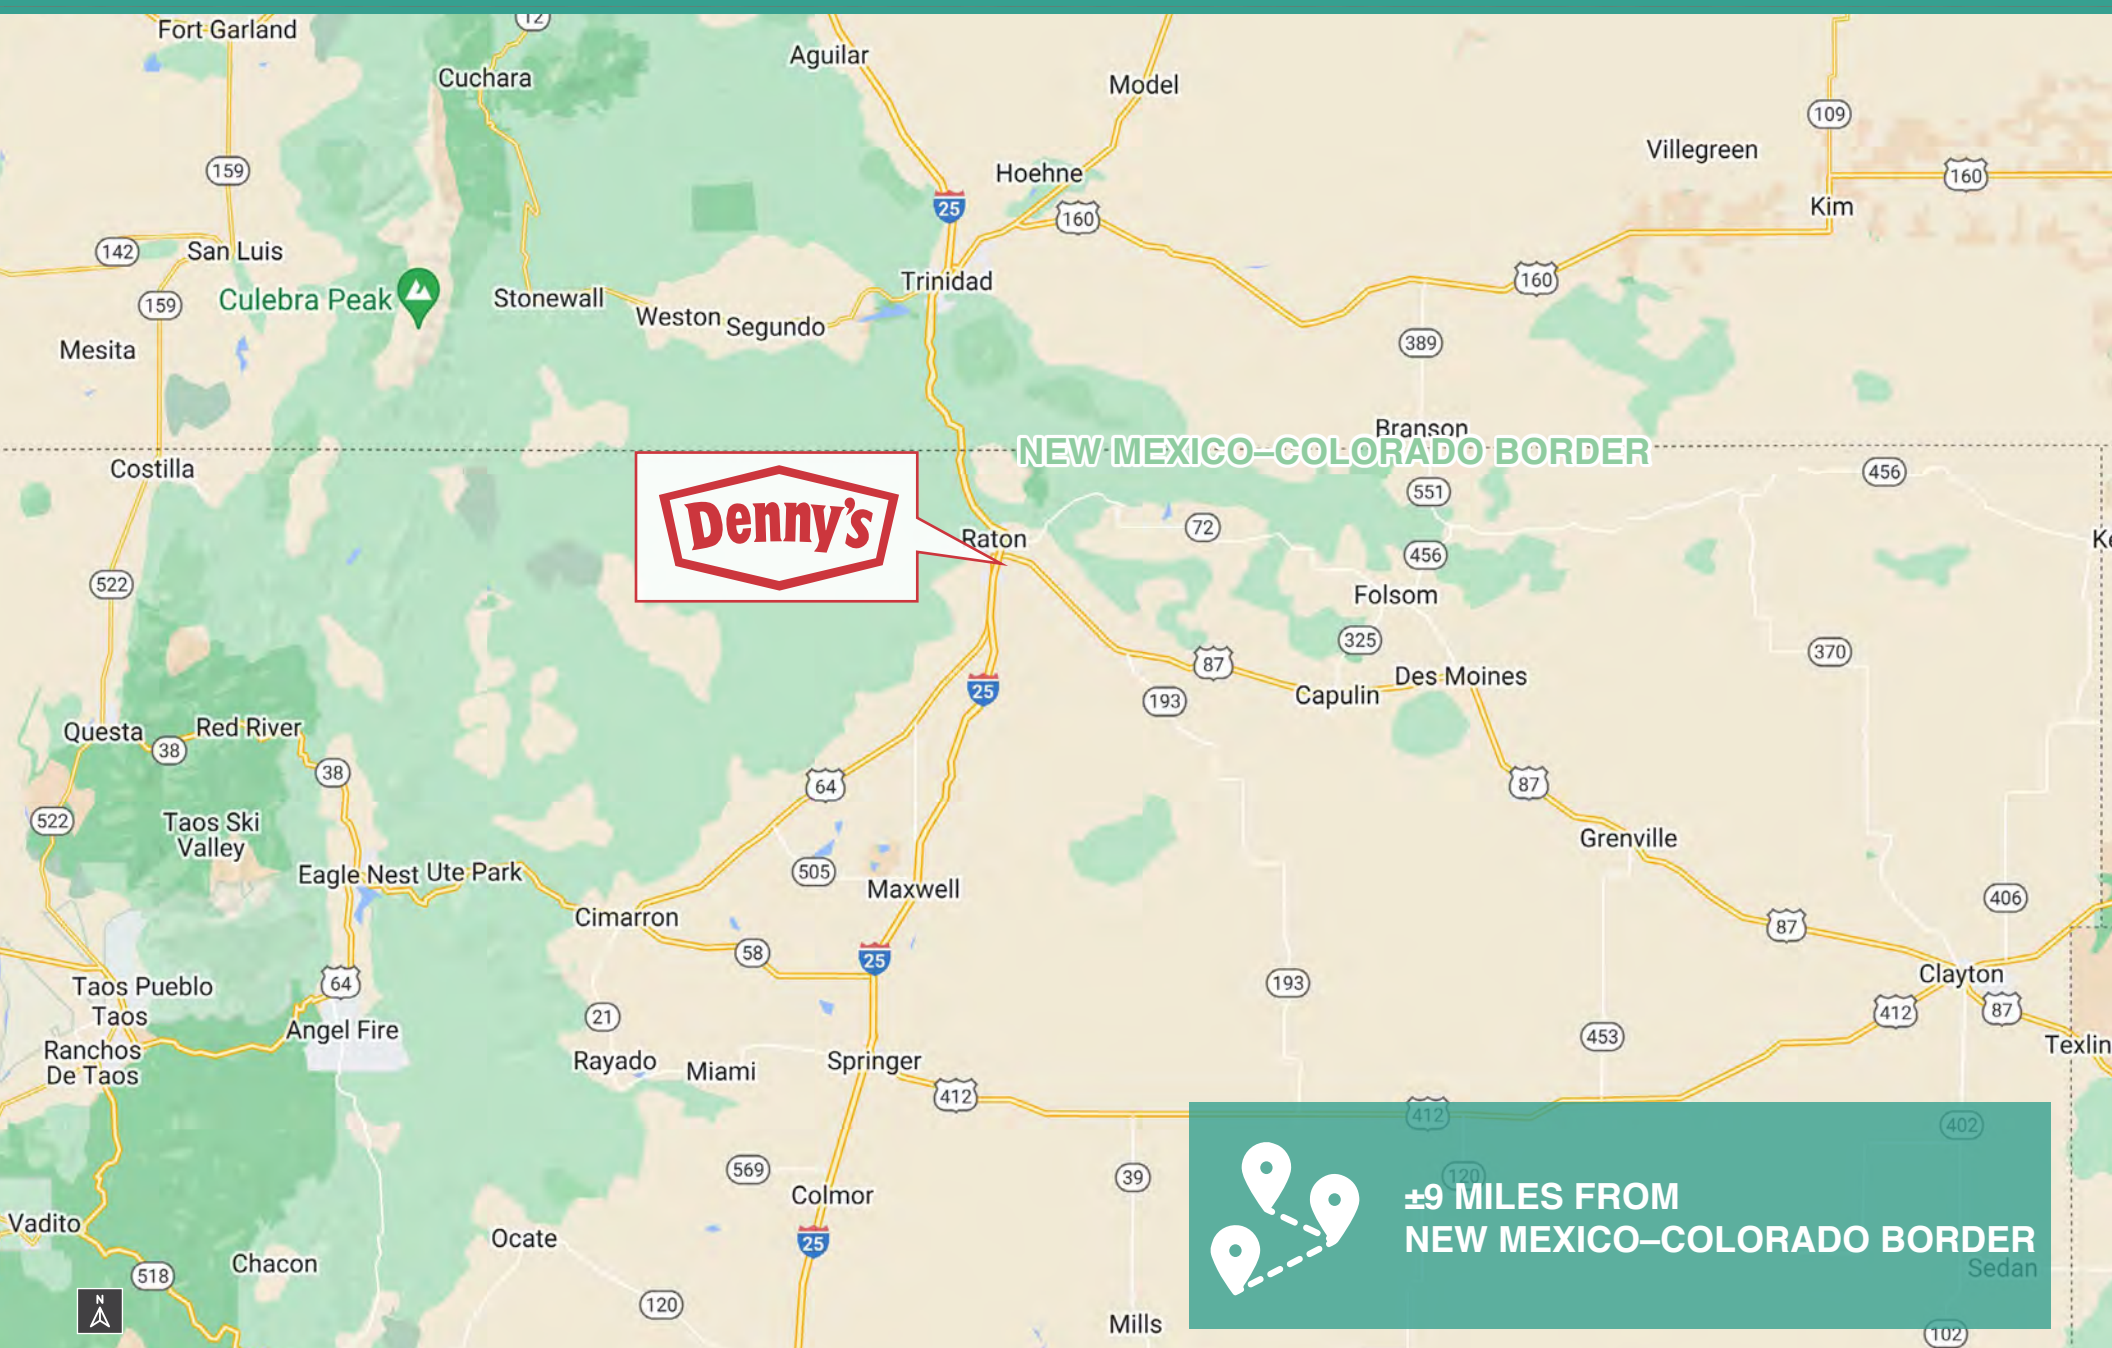 Fort Garland
12
Cuchara
Aguilar
Model
109
Villegreen
159
25
Hoehne
160
160
Kim
142
San Luis
159
Culebra Peak
Stonewall
Weston
Segundo
Trinidad
160
Mesita
389
Branson
NEW MEXICO–COLORADO BORDER
Costilla
456
551
Denny's
Raton
72
456
522
Folsom
325
370
87
25
193
Capulin
Des Moines
Questa
38
Red River
38
64
87
522
Taos Ski
Valley
Grenville
Eagle Nest
Ute Park
505
Maxwell
406
Cimarron
58
25
87
Clayton
Taos Pueblo
64
193
Taos
21
412
87
Angel Fire
453
Ranchos
De Taos
Rayado
Miami
Springer
Texlin
412
412
402
569
39
120
Colmor
±9 MILES FROM
NEW MEXICO–COLORADO BORDER
Vadito
Ocate
25
Chacon
518
Sedan
N
120
Mills
102